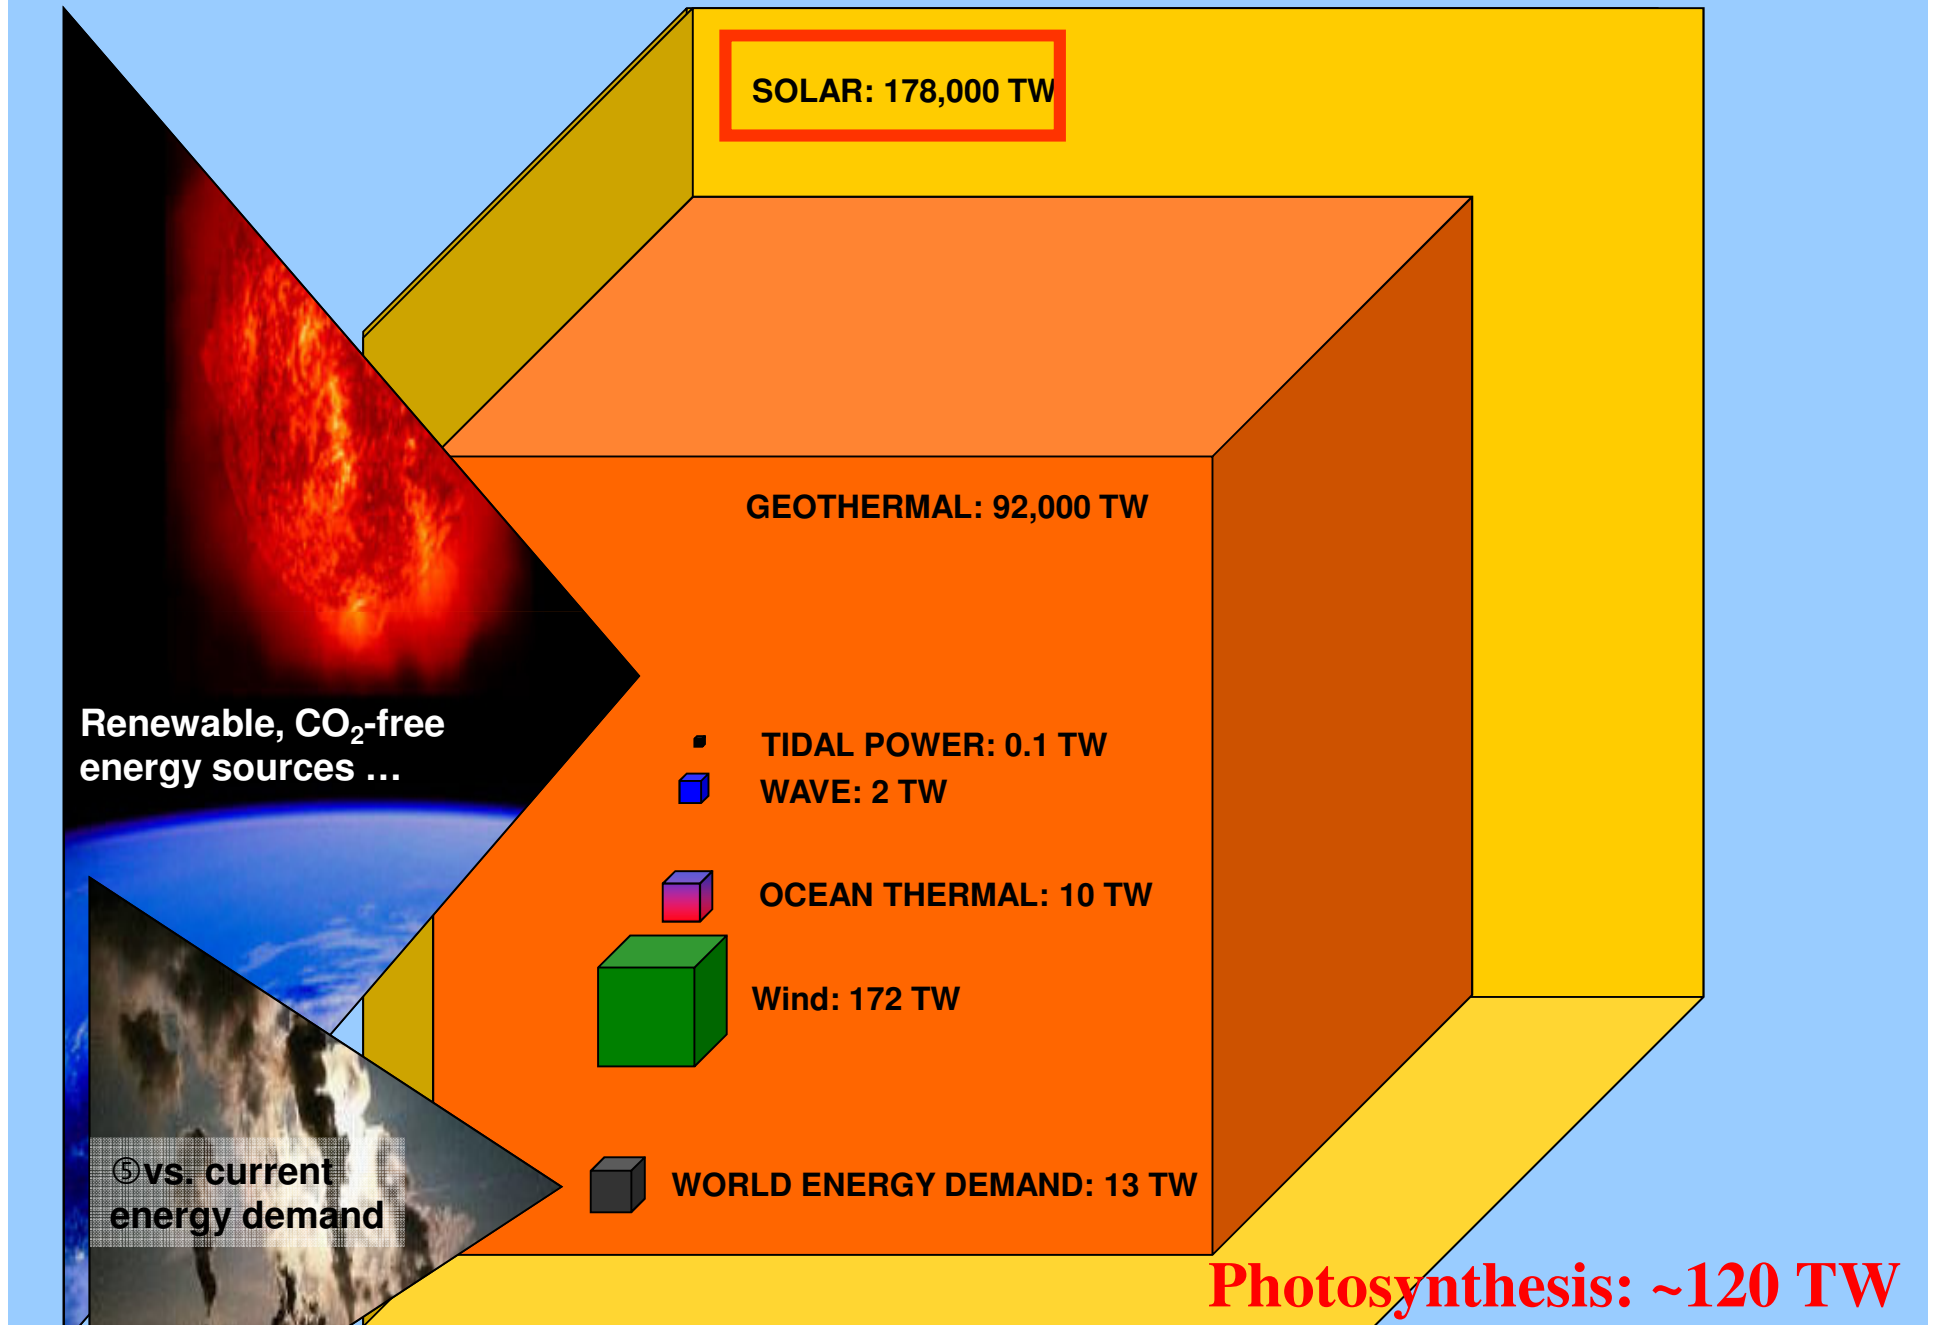 SOLAR: 178,000 TW
GEOTHERMAL: 92,000 TW
Renewable, CO₂-free
energy sources …
TIDAL POWER: 0.1 TW
WAVE: 2 TW
OCEAN THERMAL: 10 TW
Wind: 172 TW
⑤vs. current
energy demand
WORLD ENERGY DEMAND: 13 TW
Photosynthesis: ~120 TW